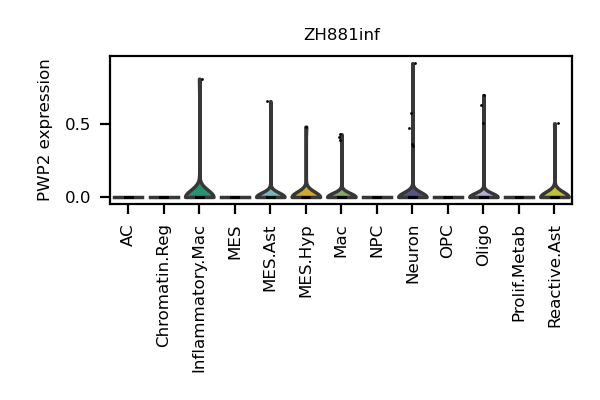 ZH881inf
PWP2 expression
0.5
0.0
AC
Chromatin.Reg
Inflammatory.Mac
MES
MES.Ast
MES.Hyp
Mac
NPC
Neuron
OPC
Oligo
Prolif.Metab
Reactive.Ast